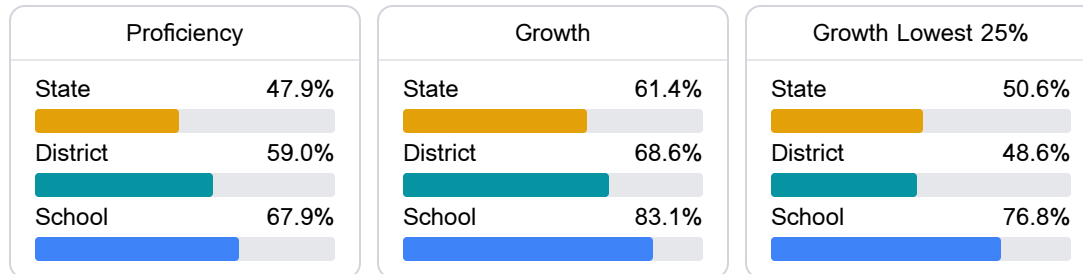 Proficiency
State 47.9%
District 59.0%
School 67.9%
Growth
State 61.4%
District 68.6%
School 83.1%
Growth Lowest 25%
State 50.6%
District 48.6%
School 76.8%